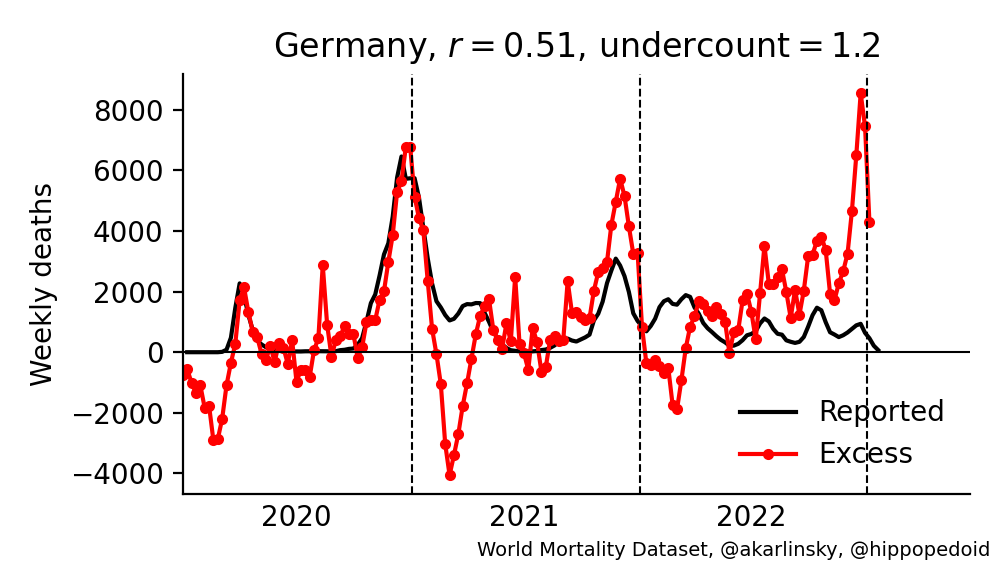 Germany, r = 0.51, undercount = 1.2
Weekly deaths
8000
6000
4000
2000
0
−2000
−4000
Reported
Excess
2020 2021 2022
World Mortality Dataset, @akarlinsky, @hippopedoid